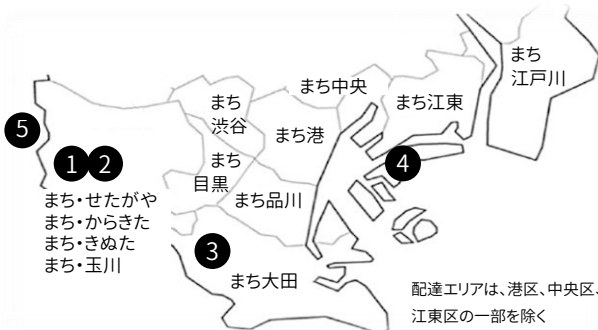 まち
江戸川
まち中央
まち江東
まち
渋谷
まち港
5
1 2
まち
目黒
4
まち・せたがや
まち・からきた
まち・きぬた
まち・玉川
まち品川
3
まち大田
配達エリアは、港区、中央区、
江東区の一部を除く